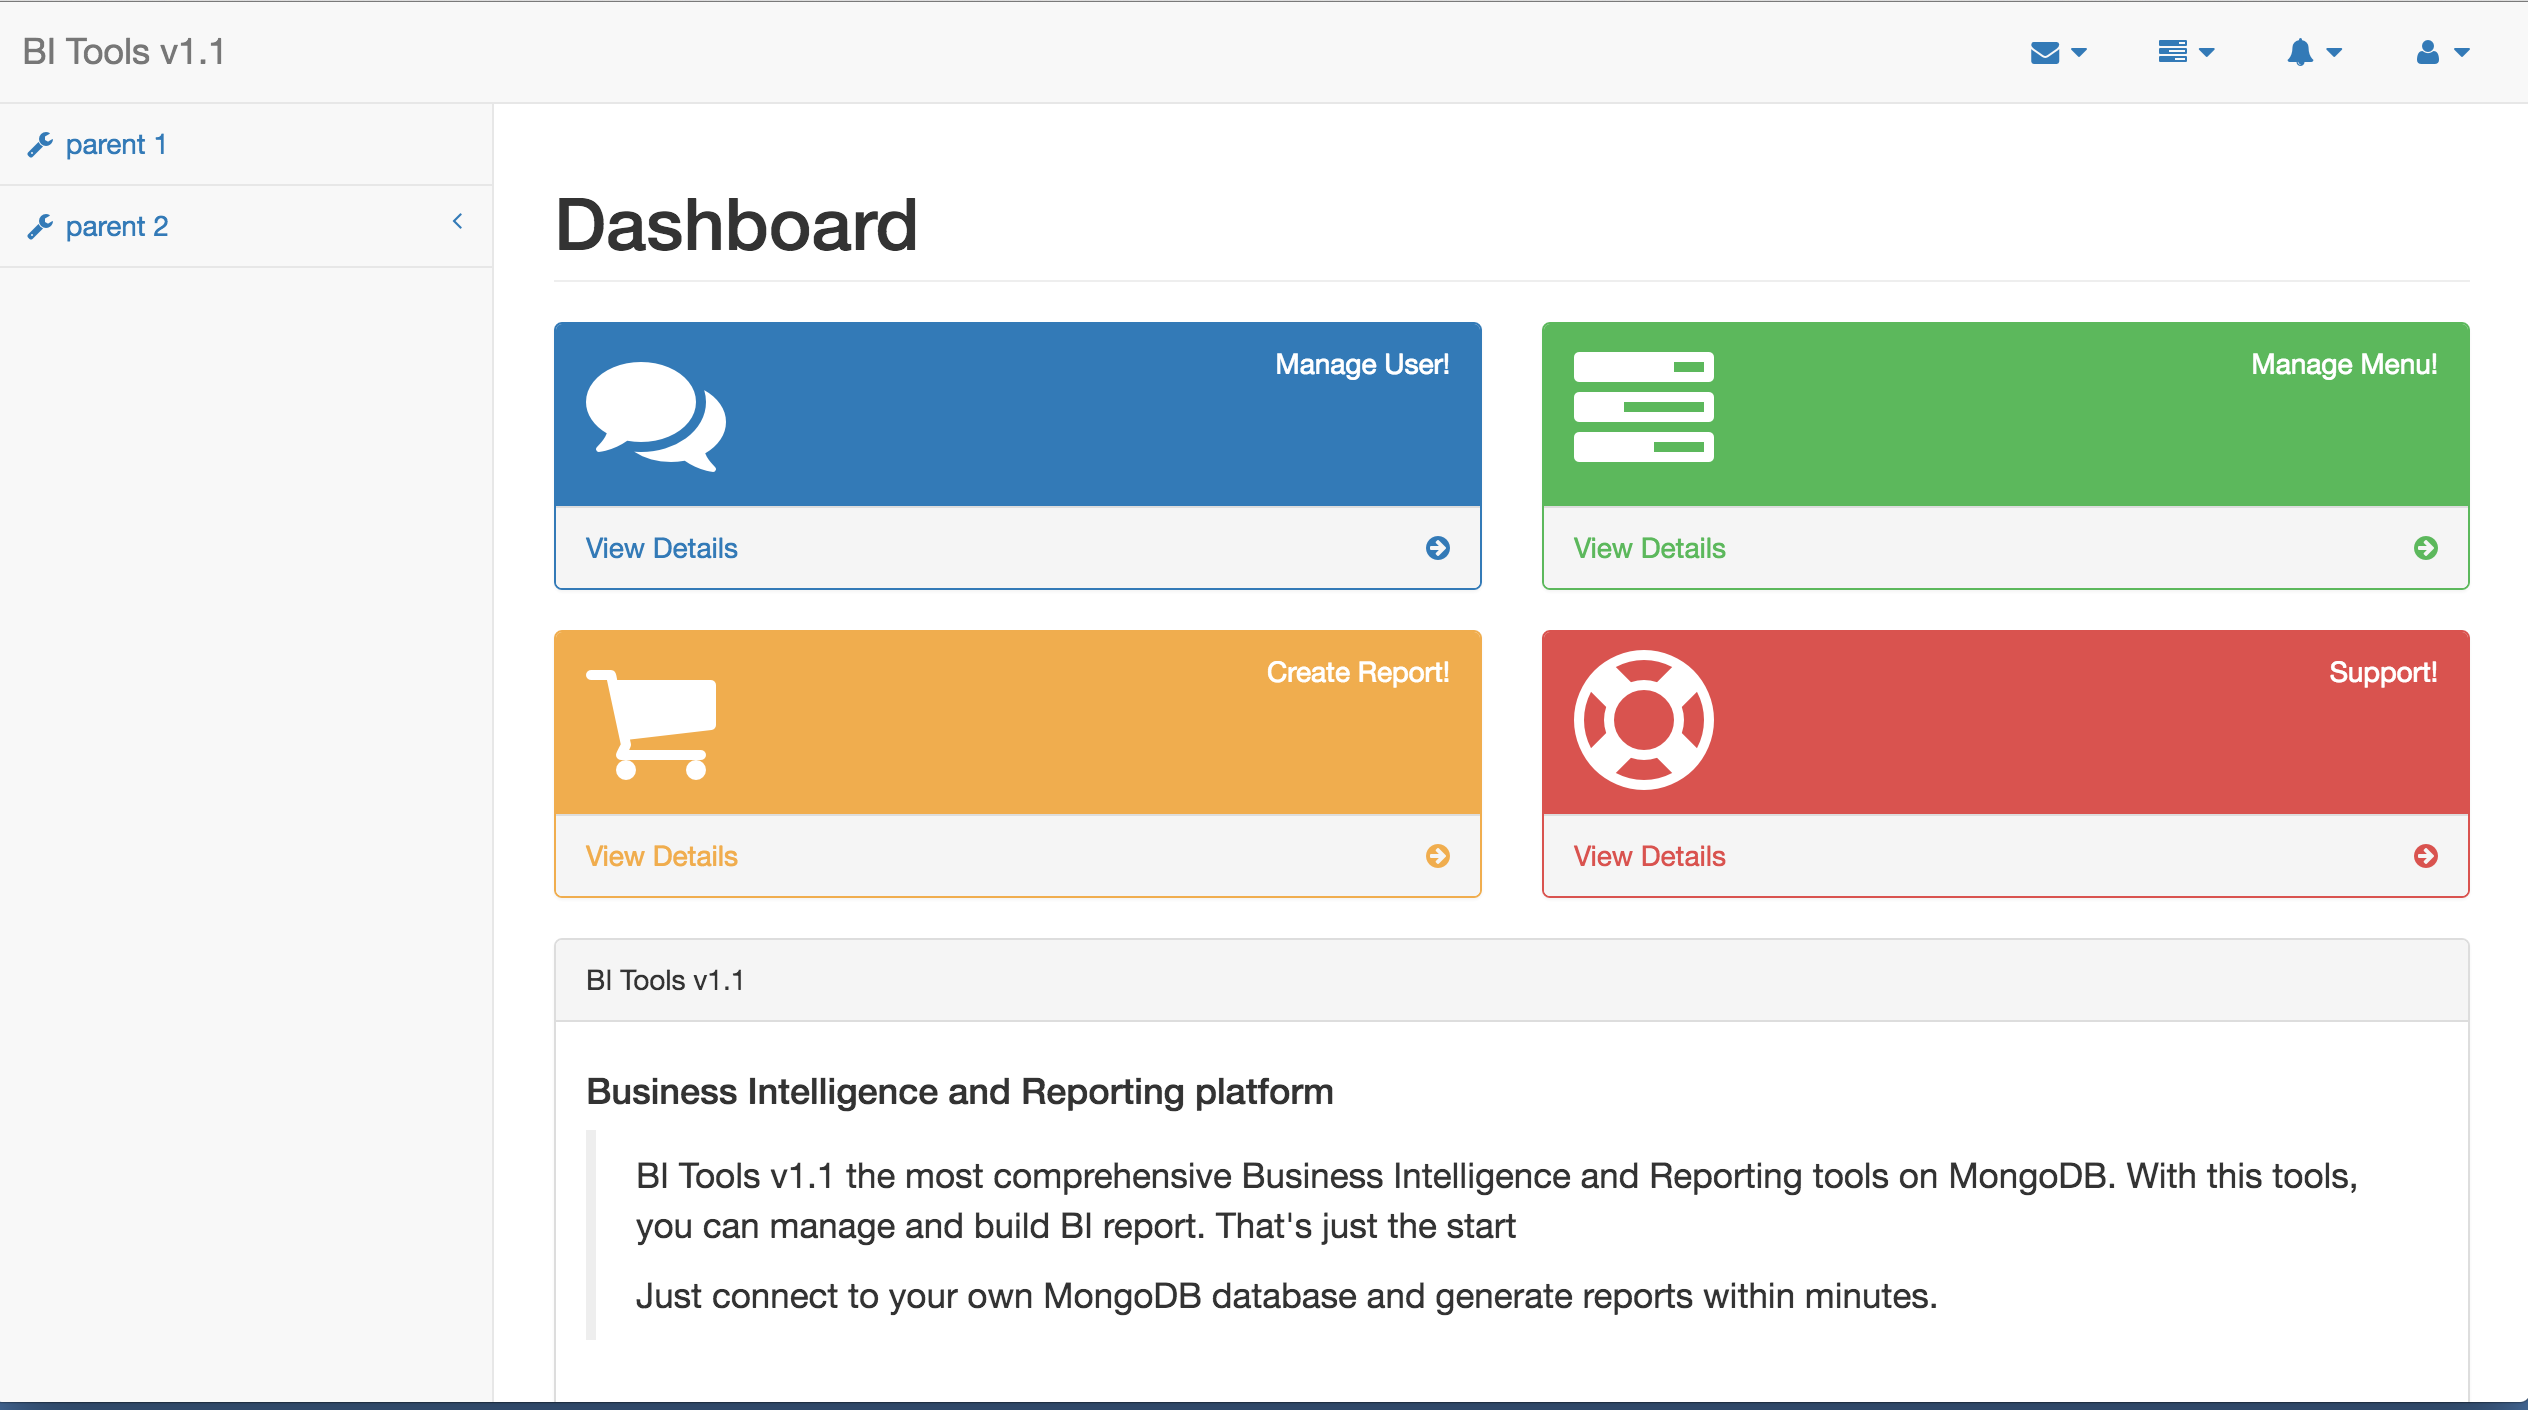 BI Tools v1.1
parent 1
parent 2
Dashboard
Manage User!
View Details
Manage Menu!
View Details
Create Report!
View Details
Support!
View Details
BI Tools v1.1
Business Intelligence and Reporting platform
BI Tools v1.1 the most comprehensive Business Intelligence and Reporting tools on MongoDB. With this tools,
you can manage and build BI report. That's just the start
Just connect to your own MongoDB database and generate reports within minutes.